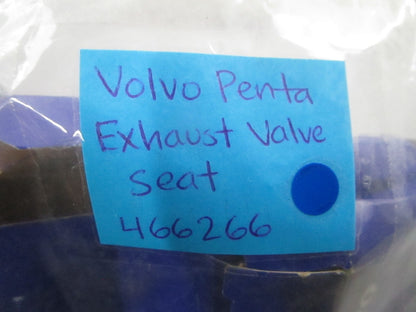 Volvo Penta
Exhaust Valve
Seat
466266